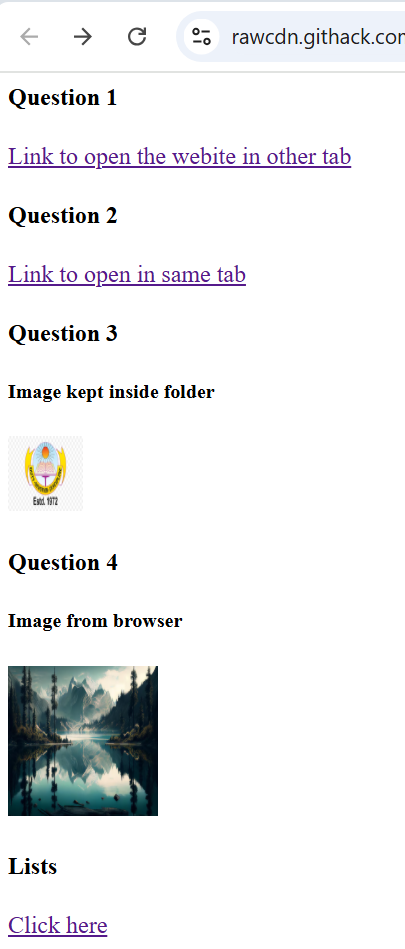 rawcdn.githack.com
Question 1
Link to open the webite in other tab
Question 2
Link to open in same tab
Question 3
Image kept inside folder
Estd. 1972
Question 4
Image from browser
Lists
Click here